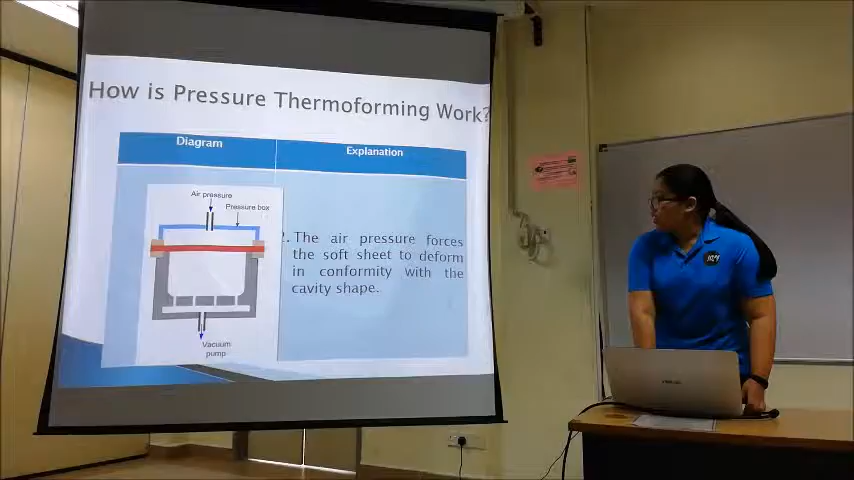 How is Pressure Thermoforming Work?
Diagram
Explanation
Air pressure
Pressure box
2. The air pressure forces
the soft sheet to deform
in conformity with the
cavity shape.
Vacuum
pump